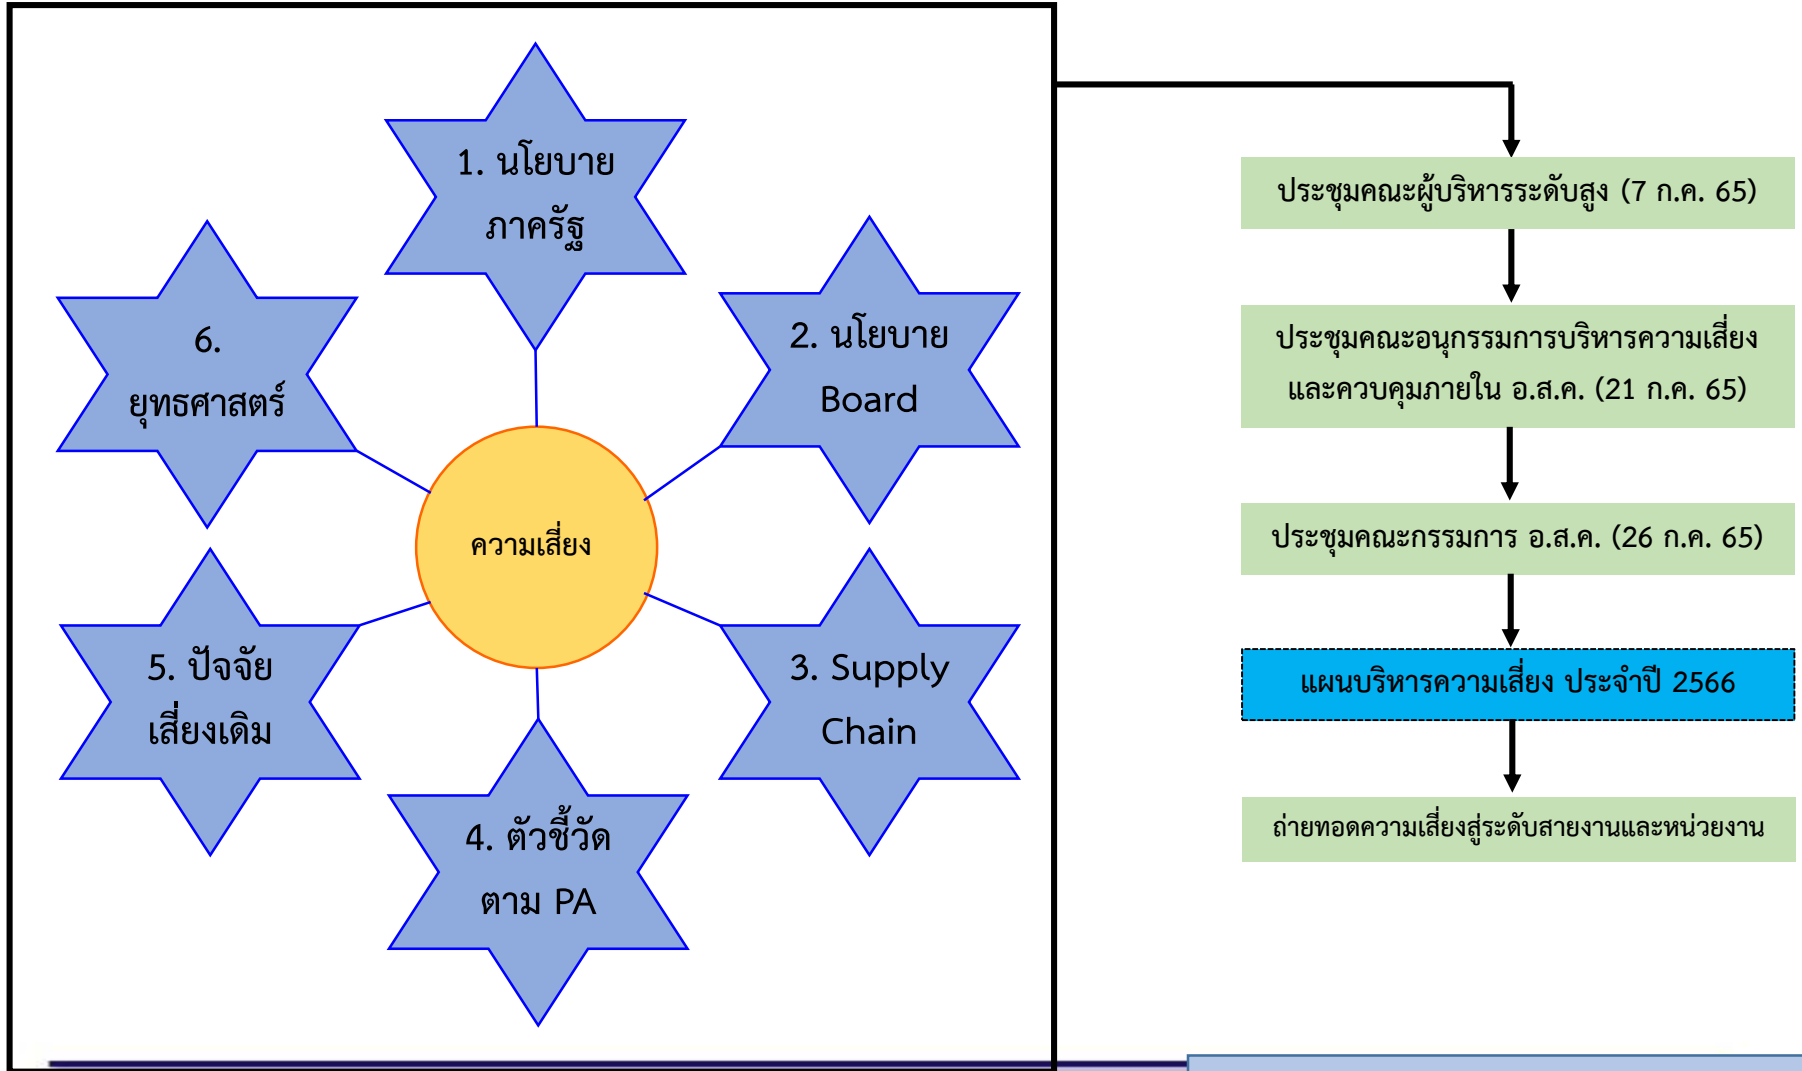 1. นโยบาย
ภาครัฐ
2. นโยบาย
Board
3. Supply
Chain
4. ตัวชี้วัด
ตาม PA
5. ปัจจัย
เสี่ยงเดิม
6.
ยุทธศาสตร์
ความเสี่ยง
ประชุมคณะผู้บริหารระดับสูง (7 ก.ค. 65)
ประชุมคณะอนุกรรมการบริหารความเสี่ยง
และควบคุมภายใน อ.ส.ค. (21 ก.ค. 65)
ประชุมคณะกรรมการ อ.ส.ค. (26 ก.ค. 65)
แผนบริหารความเสี่ยง ประจำปี 2566
ถ่ายทอดความเสี่ยงสู่ระดับสายงานและหน่วยงาน